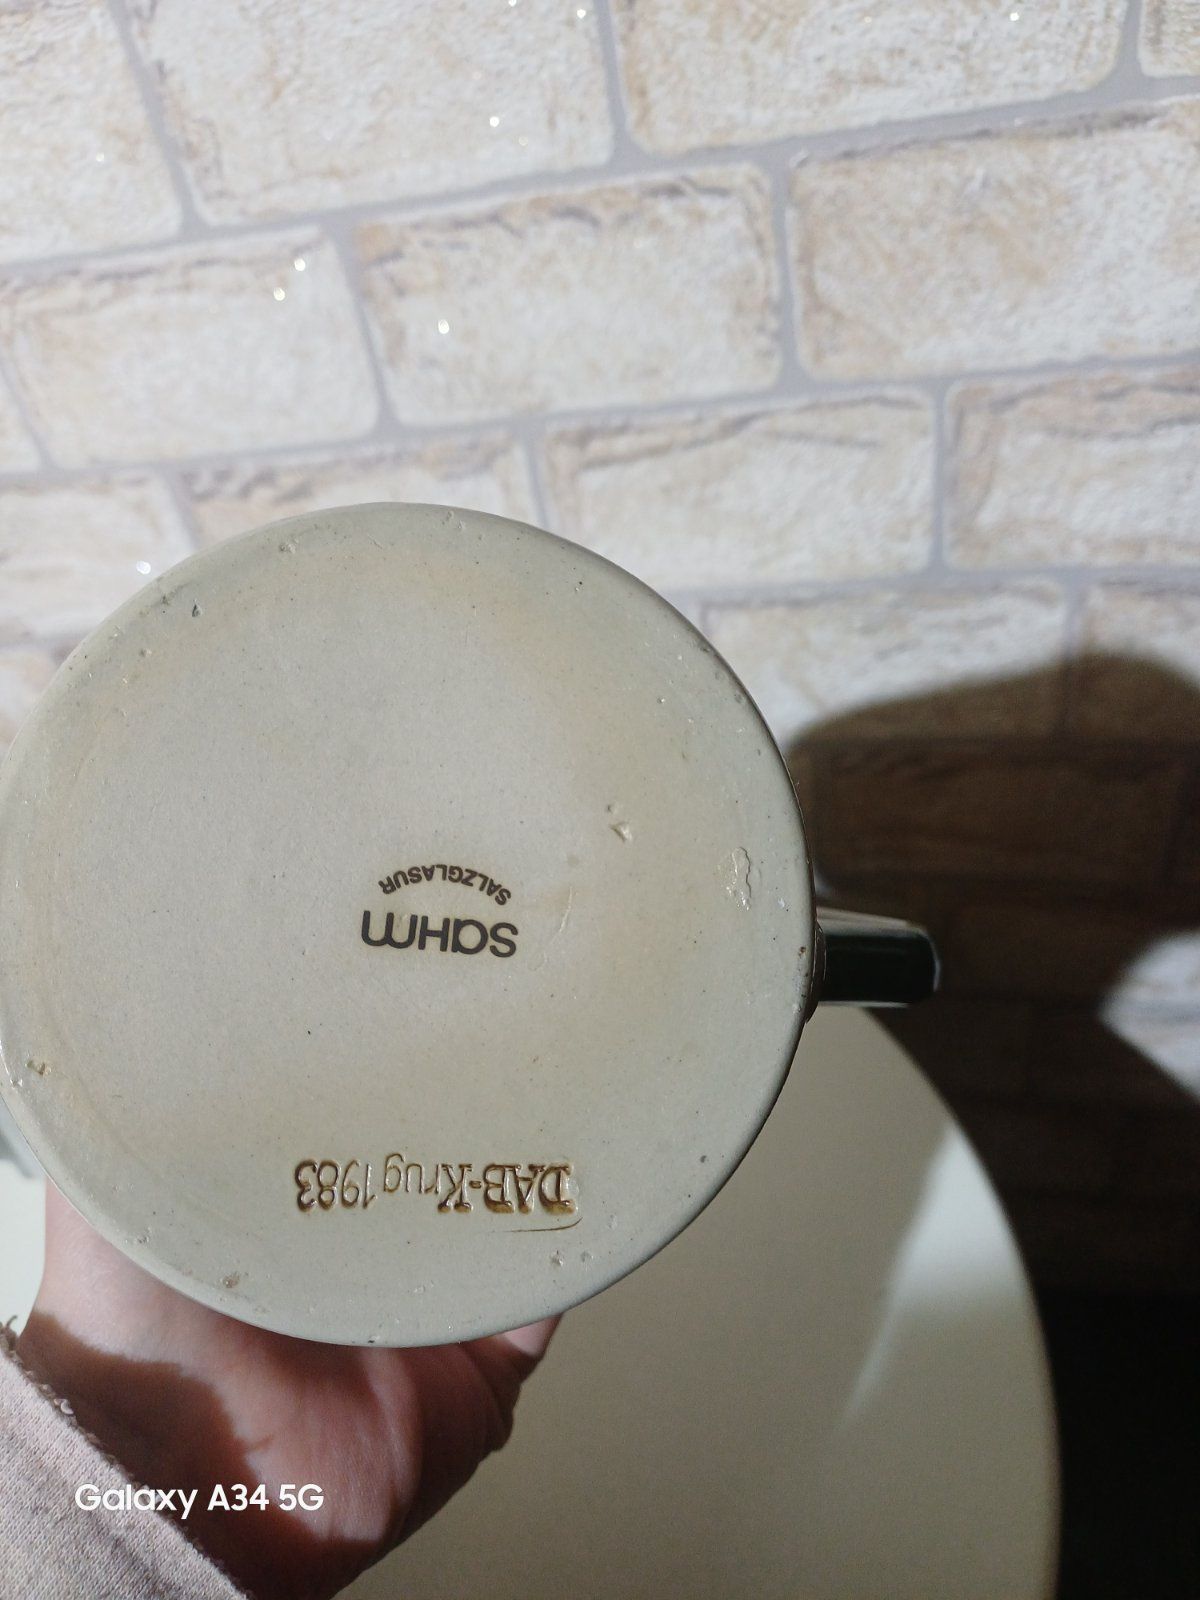 SALZGLASUR
sahm
DAB-Krug 1983
Galaxy A34 5G